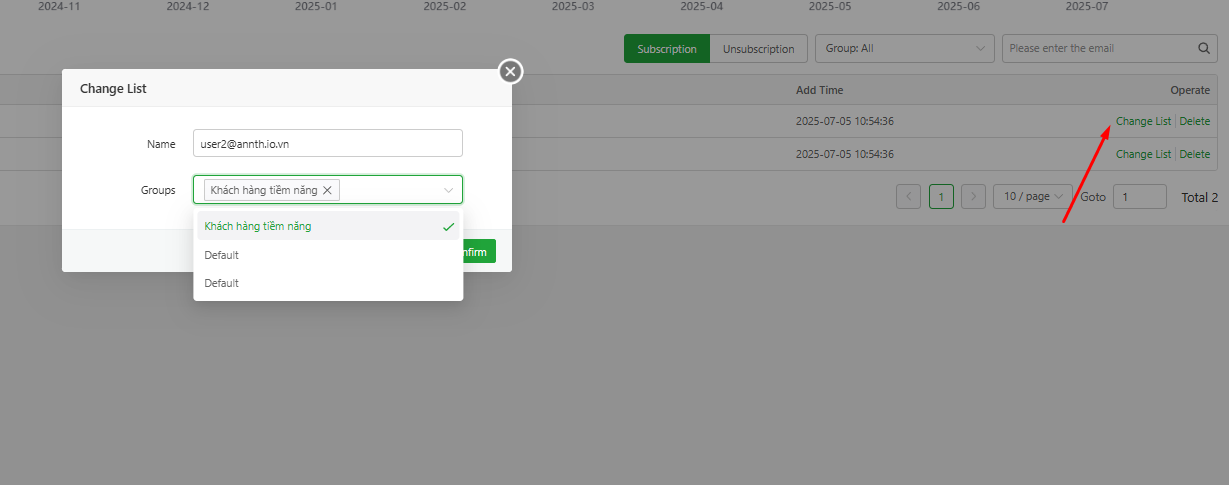 2024-11 2024-12 2025-01 2025-02 2025-03 2025-04 2025-05 2025-06 2025-07
Subscription Unsubscription Group: All Please enter the email
Change List
Add Time Operate
Name user2@annth.io.vn
2025-07-05 10:54:36 Change List Delete
2025-07-05 10:54:36 Change List Delete
Groups Khách hàng tiềm năng
1 10 / page Goto 1 Total 2
Khách hàng tiềm năng
Default
nfirm
Default